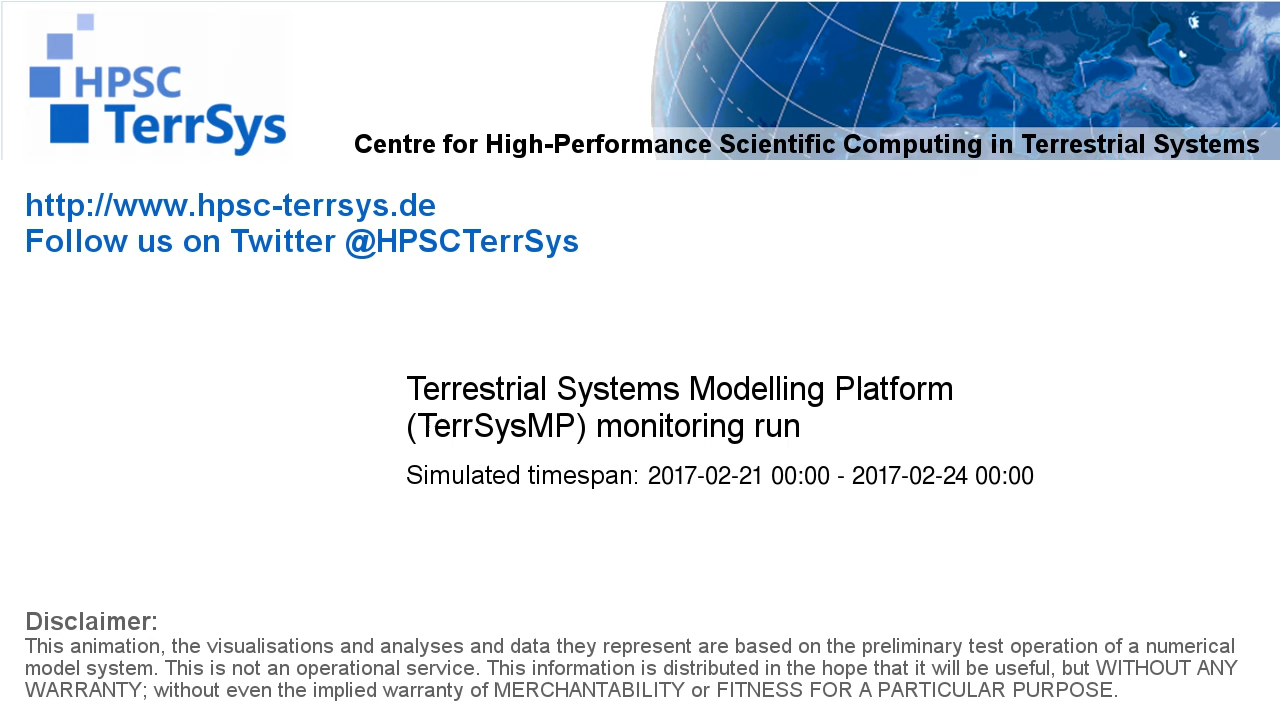 HPSC
TerrSys
Centre for High-Performance Scientific Computing in Terrestrial Systems
http://www.hpsc-terrsys.de
Follow us on Twitter @HPSCTerrSys
Terrestrial Systems Modelling Platform
(TerrSysMP) monitoring run
Simulated timespan: 2017-02-21 00:00 - 2017-02-24 00:00
Disclaimer:
This animation, the visualisations and analyses and data they represent are based on the preliminary test operation of a numerical
model system. This is not an operational service. This information is distributed in the hope that it will be useful, but WITHOUT ANY
WARRANTY; without even the implied warranty of MERCHANTABILITY or FITNESS FOR A PARTICULAR PURPOSE.